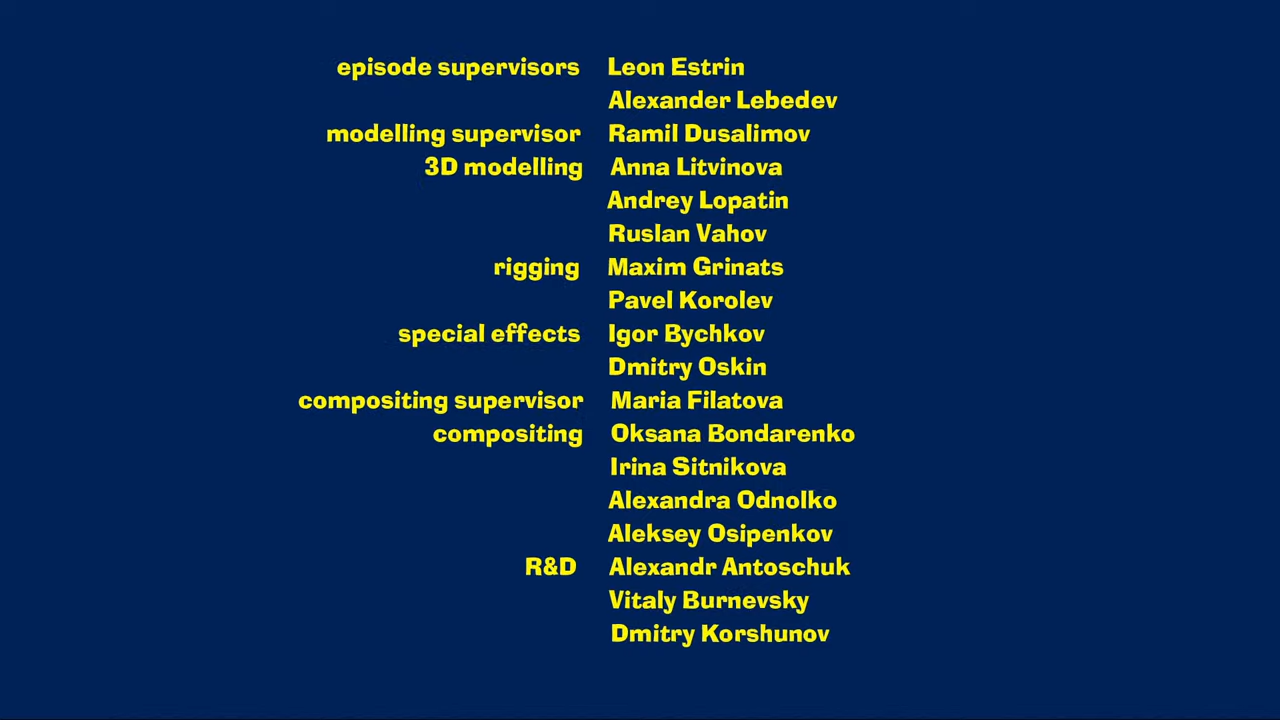 episode supervisors Leon Estrin
Alexander Lebedev
modelling supervisor Ramil Dusalimov
3D modelling Anna Litvinova
Andrey Lopatin
Ruslan Vahov
rigging Maxim Grinats
Pavel Korolev
special effects Igor Bychkov
Dmitry Oskin
compositing supervisor Maria Filatova
compositing Oksana Bondarenko
Irina Sitnikova
Alexandra Odnolko
Aleksey Osipenkov
R&D Alexandr Antoschuk
Vitaly Burnevsky
Dmitry Korshunov